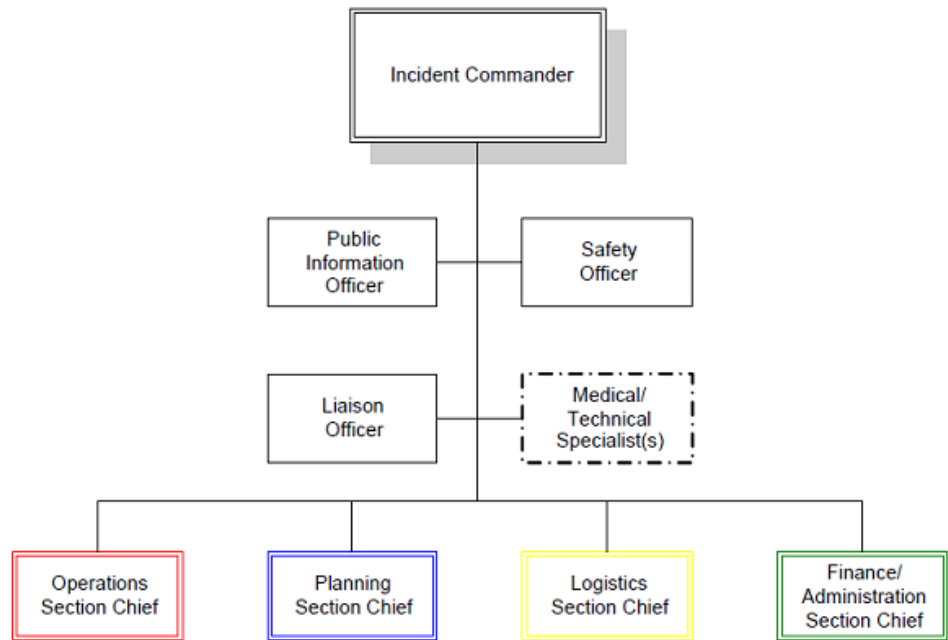 Incident Commander
Public
Information
Officer
Safety
Officer
Liaison
Officer
Medical/
Technical
Specialist(s)
Operations
Section Chief
Planning
Section Chief
Logistics
Section Chief
Finance/
Administration
Section Chief